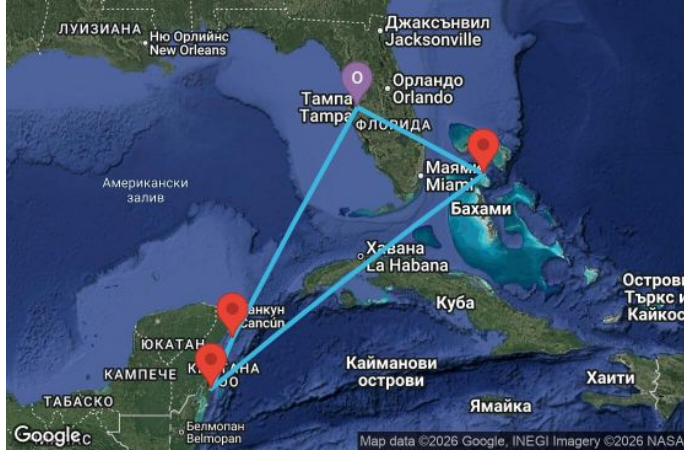 ЛУИЗИАНА
Ню Орлийнс
New Orleans
Джаксънвил
Jacksonville
О
Орландо
Orlando
Тампа
Tampa
ФЛОРИДА
Маями
Miami
Американски
залив
Бахами
Хавана
La Habana
Куба
Острови
Търкс и
Кайкос
анкун
Cancún
ЮКАТАН
КАМПЕЧЕ
ОО
Кайманови
острови
Хаити
ТАБАСКО
Ямайка
Белмопан
Belmopan
Google
Map data ©2026 Google, INEGI Imagery ©2026 NASA